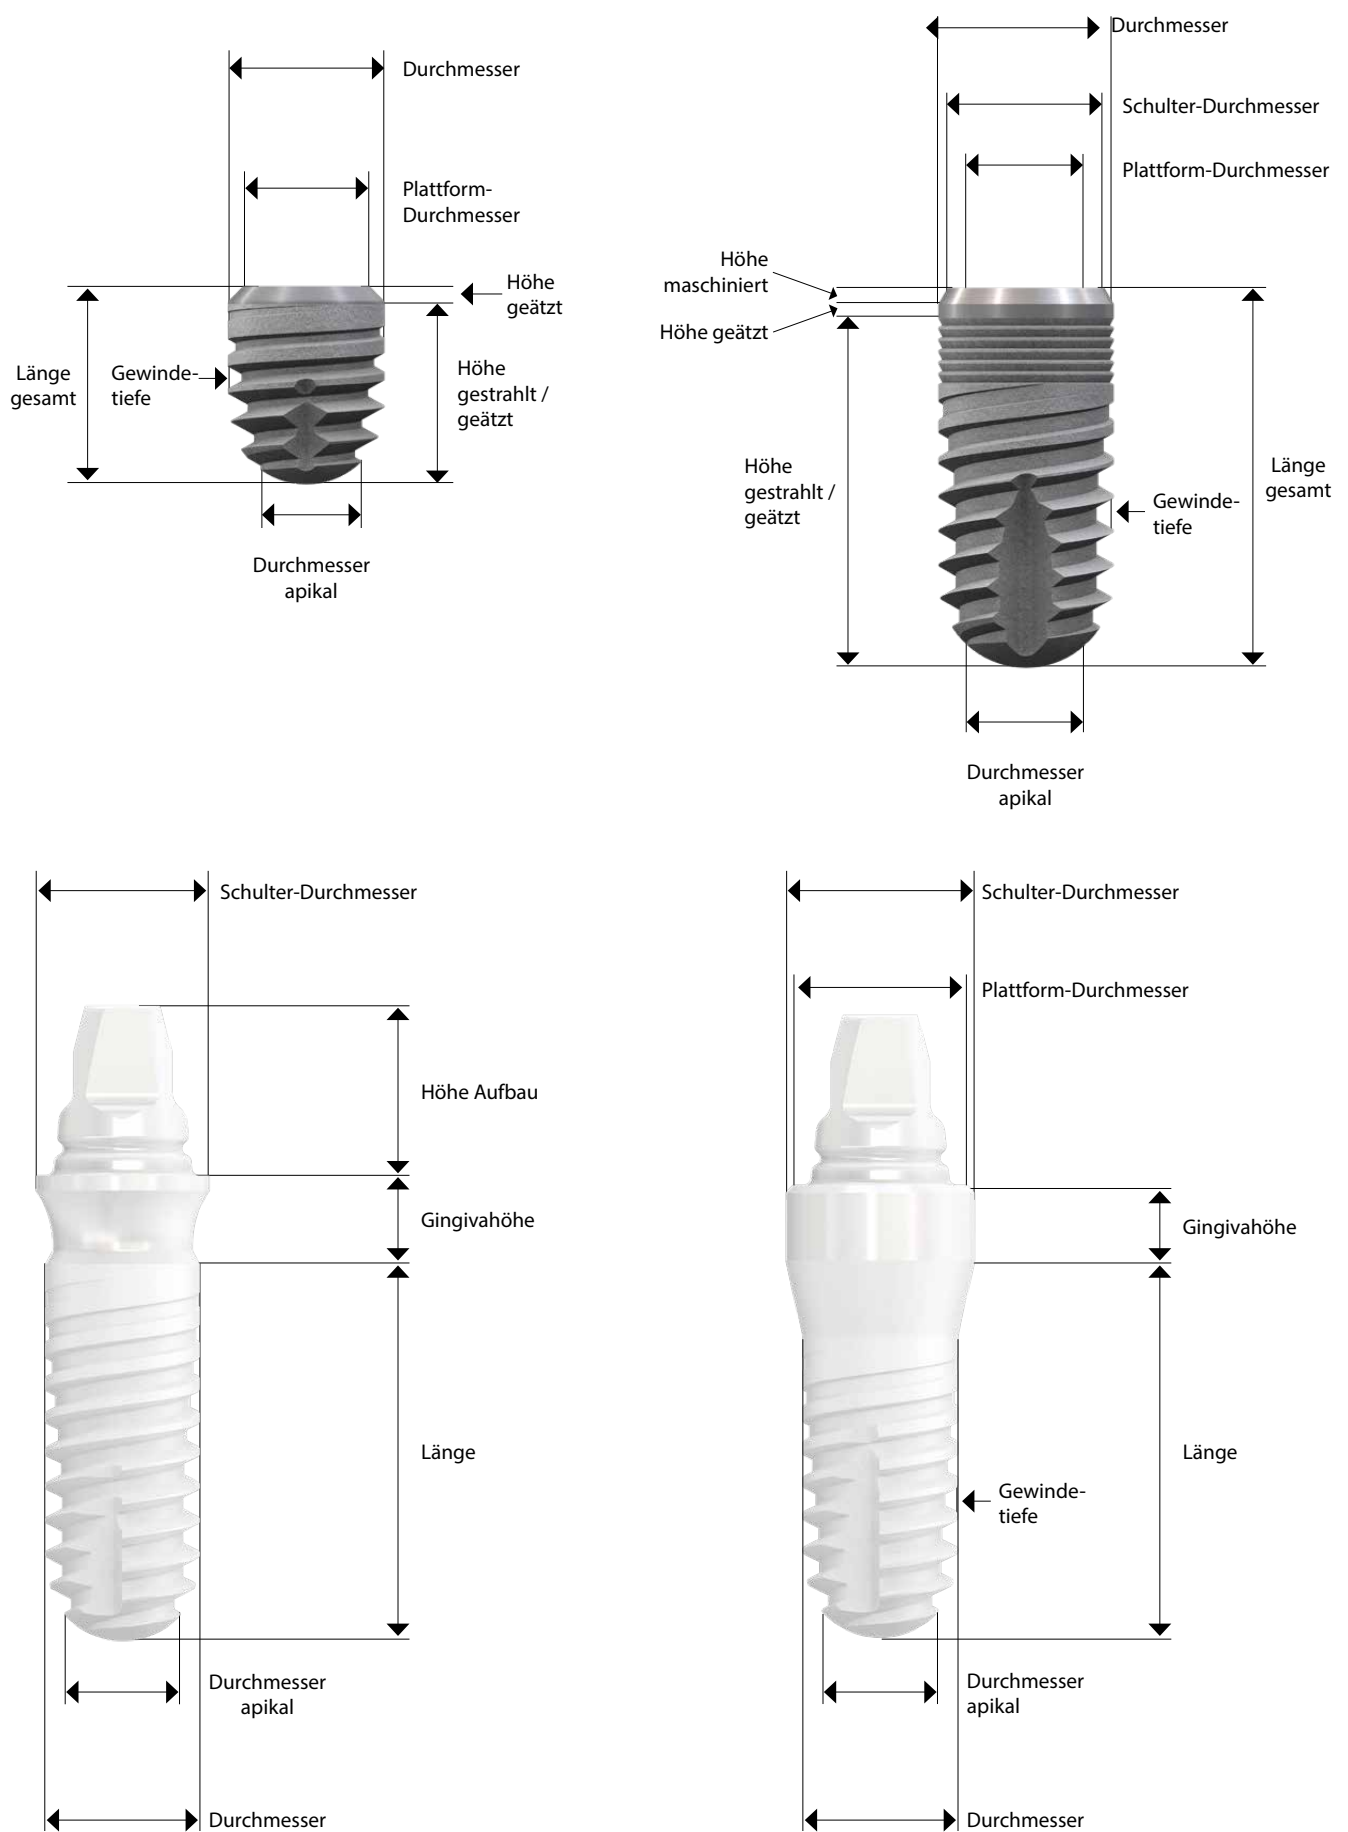 Durchmesser
Plattform-
Durchmesser
Höhe
geätzt
Länge
gesamt
Gewinde-
tiefe
Höhe
gestrahlt /
geätzt
Durchmesser
apikal
Durchmesser
Schulter-Durchmesser
Plattform-Durchmesser
Höhe
maschiniert
Höhe geätzt
Höhe
gestrahlt /
geätzt
Gewinde-
tiefe
Länge
gesamt
Durchmesser
apikal
Schulter-Durchmesser
Höhe Aufbau
Gingivahöhe
Länge
Durchmesser
apikal
Durchmesser
Schulter-Durchmesser
Plattform-Durchmesser
Gingivahöhe
Länge
Gewinde-
tiefe
Durchmesser
apikal
Durchmesser